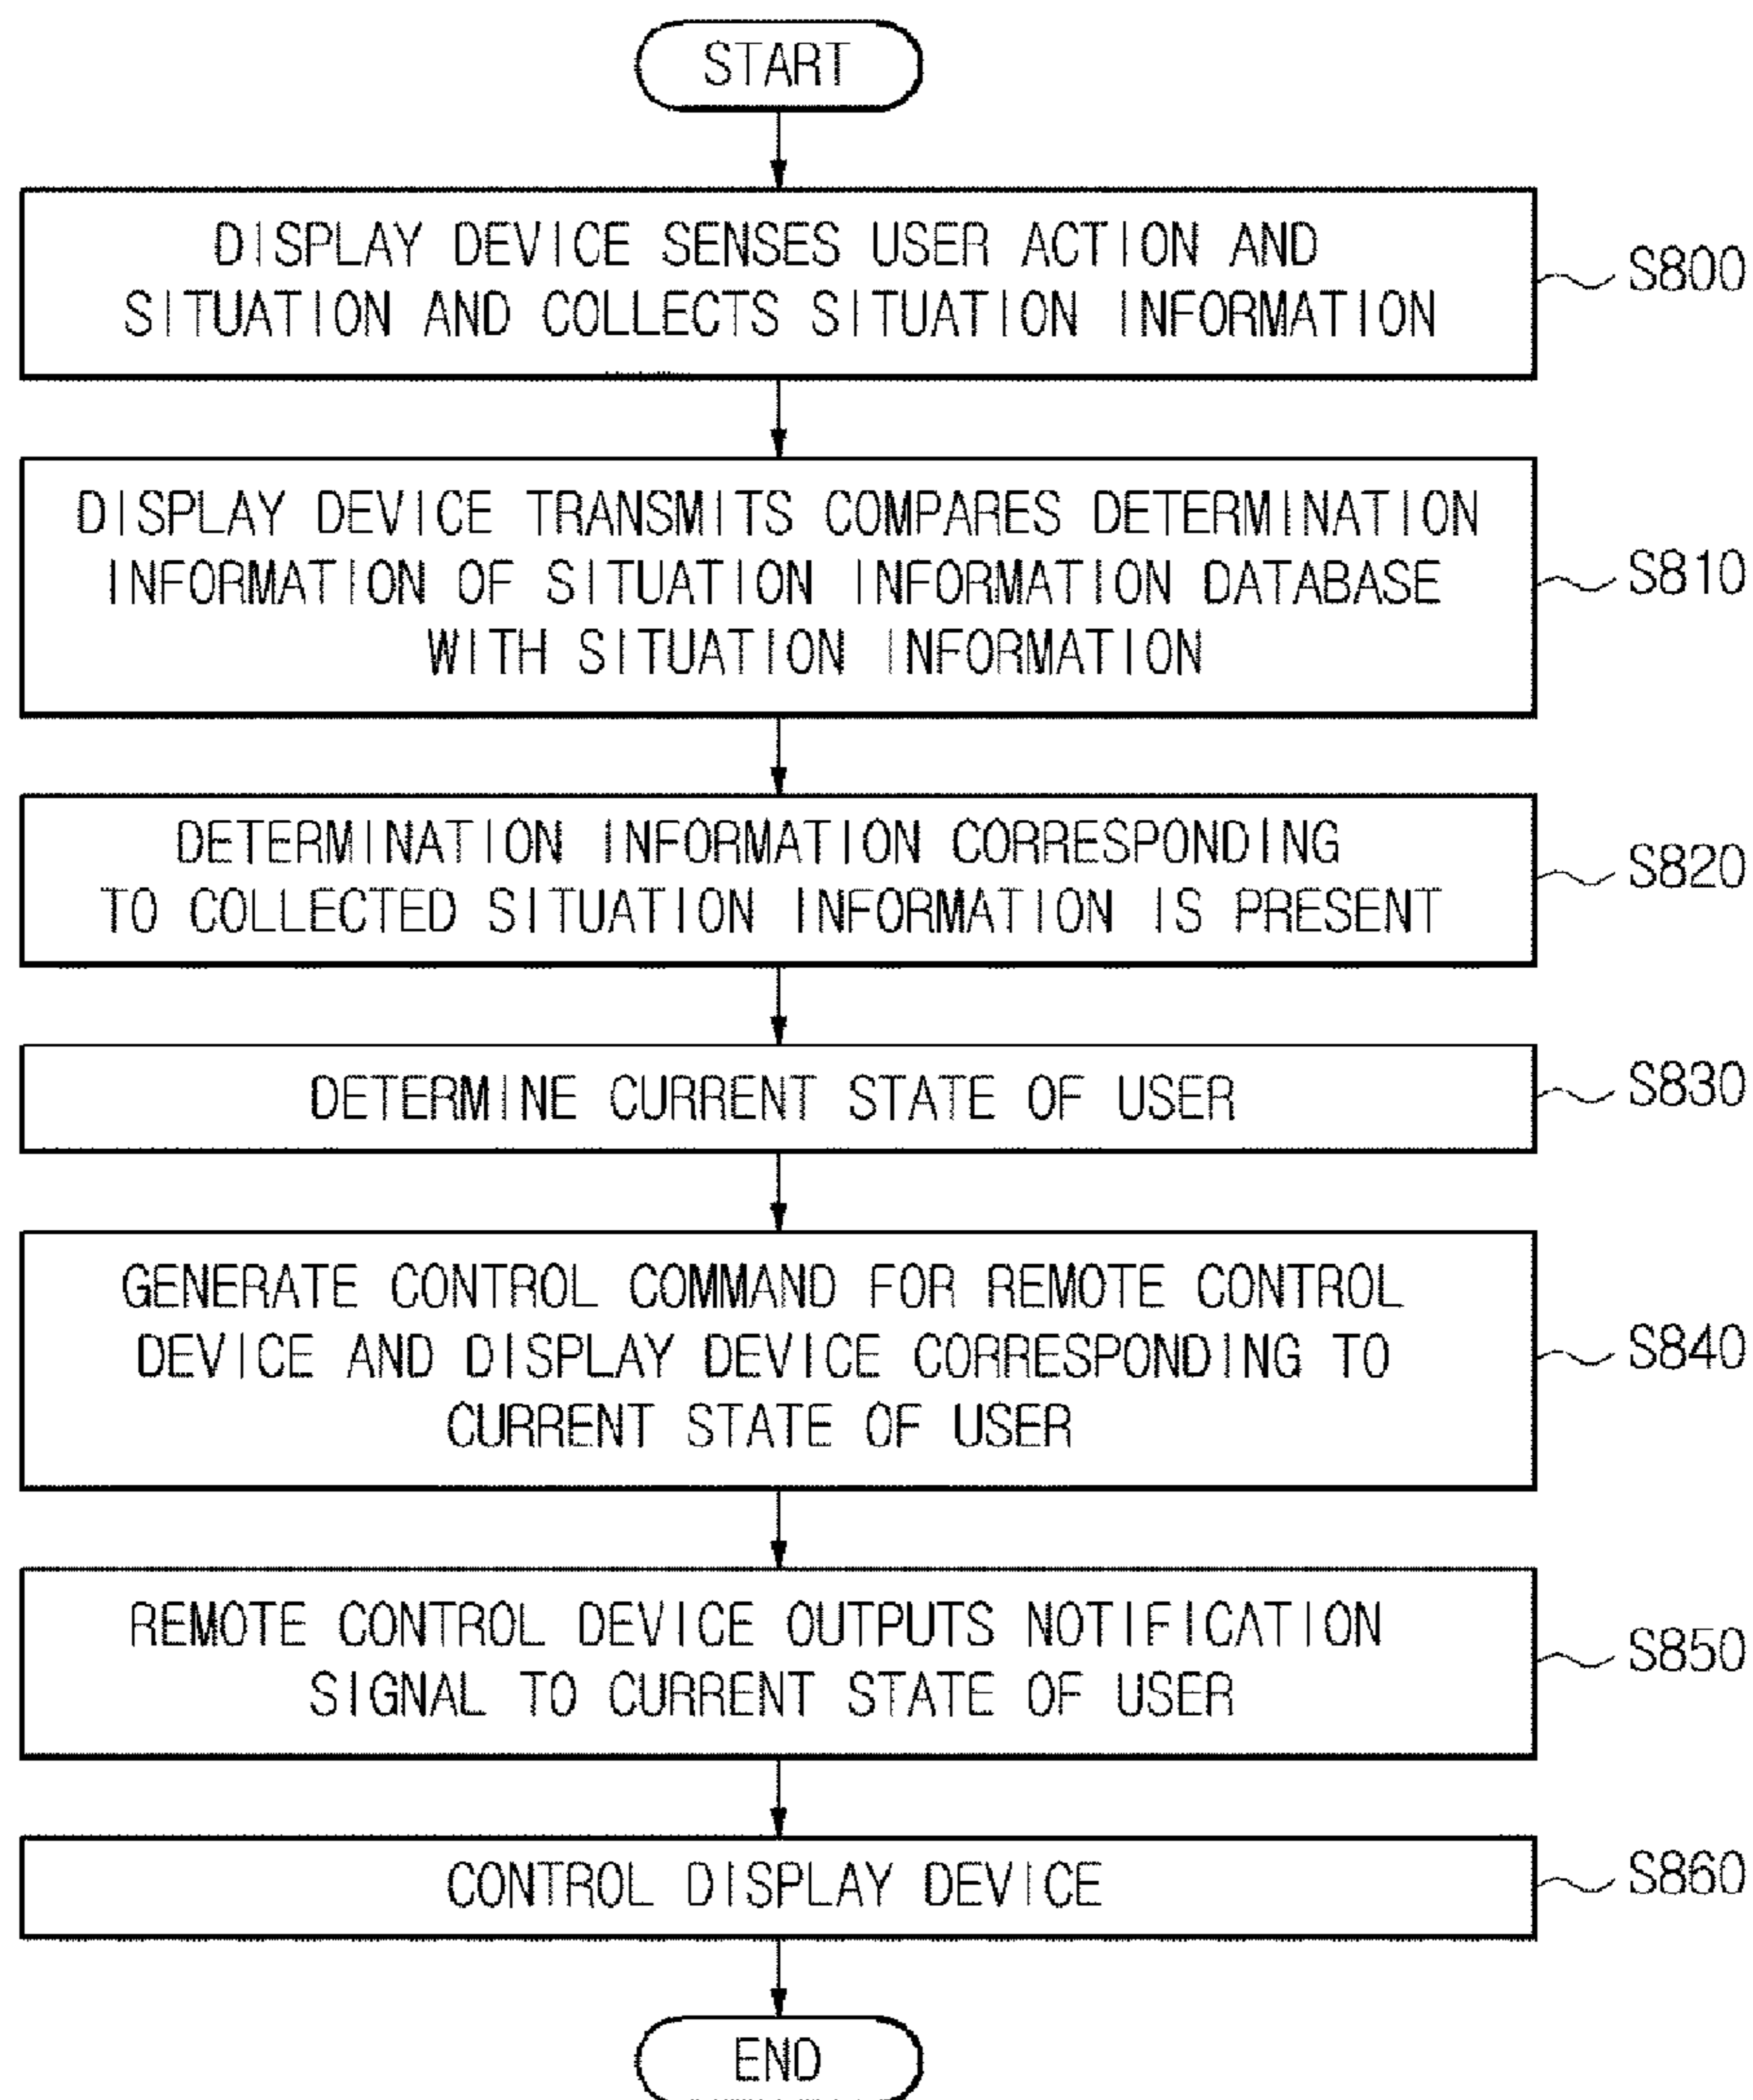 START
DISPLAY DEVICE SENSES USER ACTION AND
SITUATION AND COLLECTS SITUATION INFORMATION
S800
DISPLAY DEVICE TRANSMITS COMPARES DETERMINATION
INFORMATION OF SITUATION INFORMATION DATABASE
WITH SITUATION INFORMATION
S810
DETERMINATION INFORMATION CORRESPONDING
TO COLLECTED SITUATION INFORMATION IS PRESENT
S820
DETERMINE CURRENT STATE OF USER
S830
GENERATE CONTROL COMMAND FOR REMOTE CONTROL
DEVICE AND DISPLAY DEVICE CORRESPONDING TO
CURRENT STATE OF USER
S840
REMOTE CONTROL DEVICE OUTPUTS NOTIFICATION
SIGNAL TO CURRENT STATE OF USER
S850
CONTROL DISPLAY DEVICE
S860
END